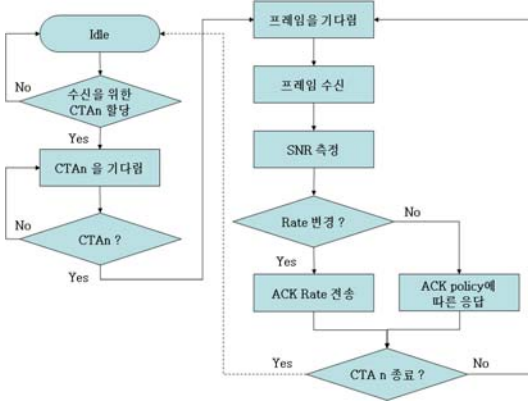 Idle
No
수신을 위한
CTAn 할당
Yes
CTAn 을 기다림
No
CTAn ?
Yes
프레임을 기다림
프레임 수신
SNR 측정
Rate 변경 ?
No
Yes
ACK Rate 전송
ACK policy에
따른 응답
Yes
CTA n 종료 ?
No